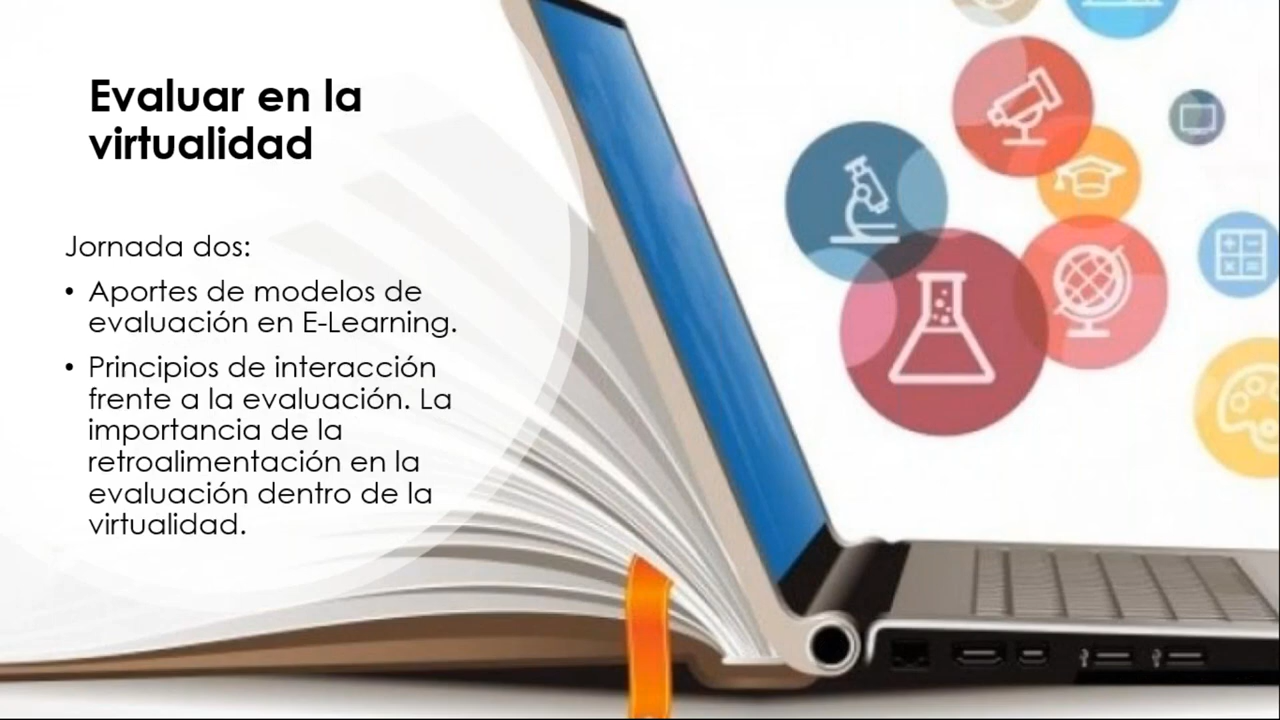 Evaluar en la
virtualidad
Jornada dos:
• Aportes de modelos de
evaluación en E-Learning.
• Principios de interacción
frente a la evaluación. La
importancia de la
retroalimentación en la
evaluación dentro de la
virtualidad.